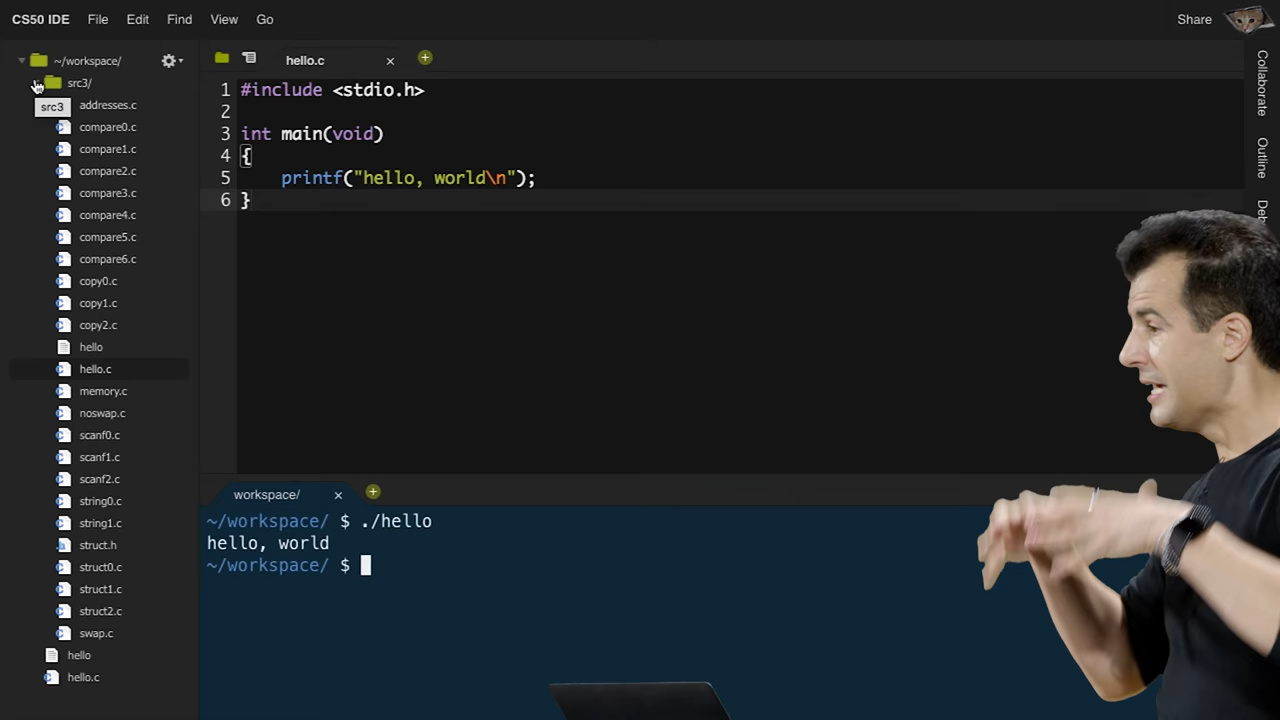 CS50 IDE File Edit Find View Go Share
~/workspace/
src3/
src3
addresses.c
compare0.c
compare1.c
compare2.c
compare3.c
compare4.c
compare5.c
compare6.c
copy0.c
copy1.c
copy2.c
hello
hello.c
memory.c
noswap.c
scanf0.c
scanf1.c
scanf2.c
string0.c
string1.c
struct.h
struct0.c
struct1.c
struct2.c
swap.c
hello
hello.c
hello.c
1 #include <stdio.h>
2
3 int main(void)
4 {
5 printf("hello, world\n");
6 }
workspace/
~/workspace/ $ ./hello
hello, world
~/workspace/ $
Collaborate
Outline